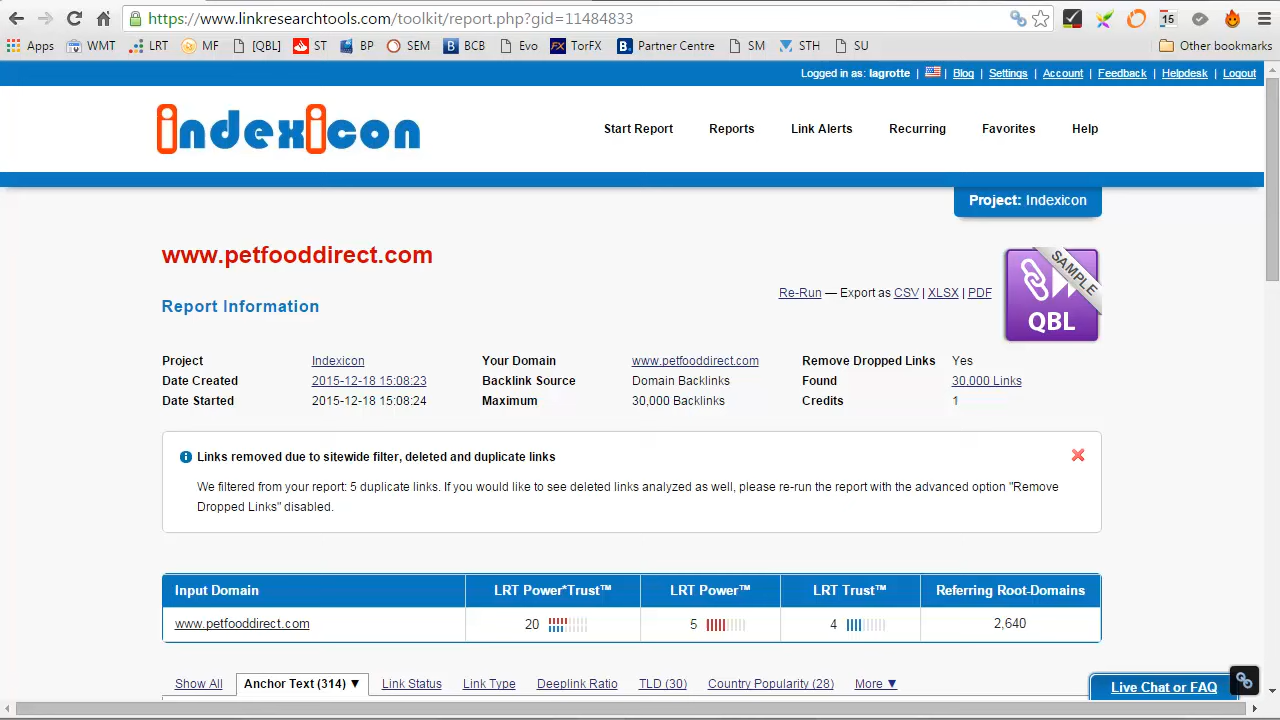 https://www.linkresearchtools.com/toolkit/report.php?gid=11484833
15
Apps WMT LRT MF [QBL] ST BP SEM BCB Evo TorFX Partner Centre SM STH SU Other bookmarks
Logged in as: lagrotte | | Blog | Settings | Account | Feedback | Helpdesk | Logout
indexicon
Start Report Reports Link Alerts Recurring Favorites Help
Project: Indexicon
www.petfooddirect.com
SAMPLE
Re-Run — Export as CSV | XLSX | PDF
Report Information
QBL
Project Indexicon Your Domain www.petfooddirect.com Remove Dropped Links Yes
Date Created 2015-12-18 15:08:23 Backlink Source Domain Backlinks Found 30,000 Links
Date Started 2015-12-18 15:08:24 Maximum 30,000 Backlinks Credits 1
Links removed due to sitewide filter, deleted and duplicate links
We filtered from your report: 5 duplicate links. If you would like to see deleted links analyzed as well, please re-run the report with the advanced option "Remove
Dropped Links" disabled.
Input Domain LRT Power*Trust™ LRT Power™ LRT Trust™ Referring Root-Domains
www.petfooddirect.com 20 5 4 2,640
Show All Anchor Text (314) ▼ Link Status Link Type Deeplink Ratio TLD (30) Country Popularity (28) More ▼
Live Chat or FAQ